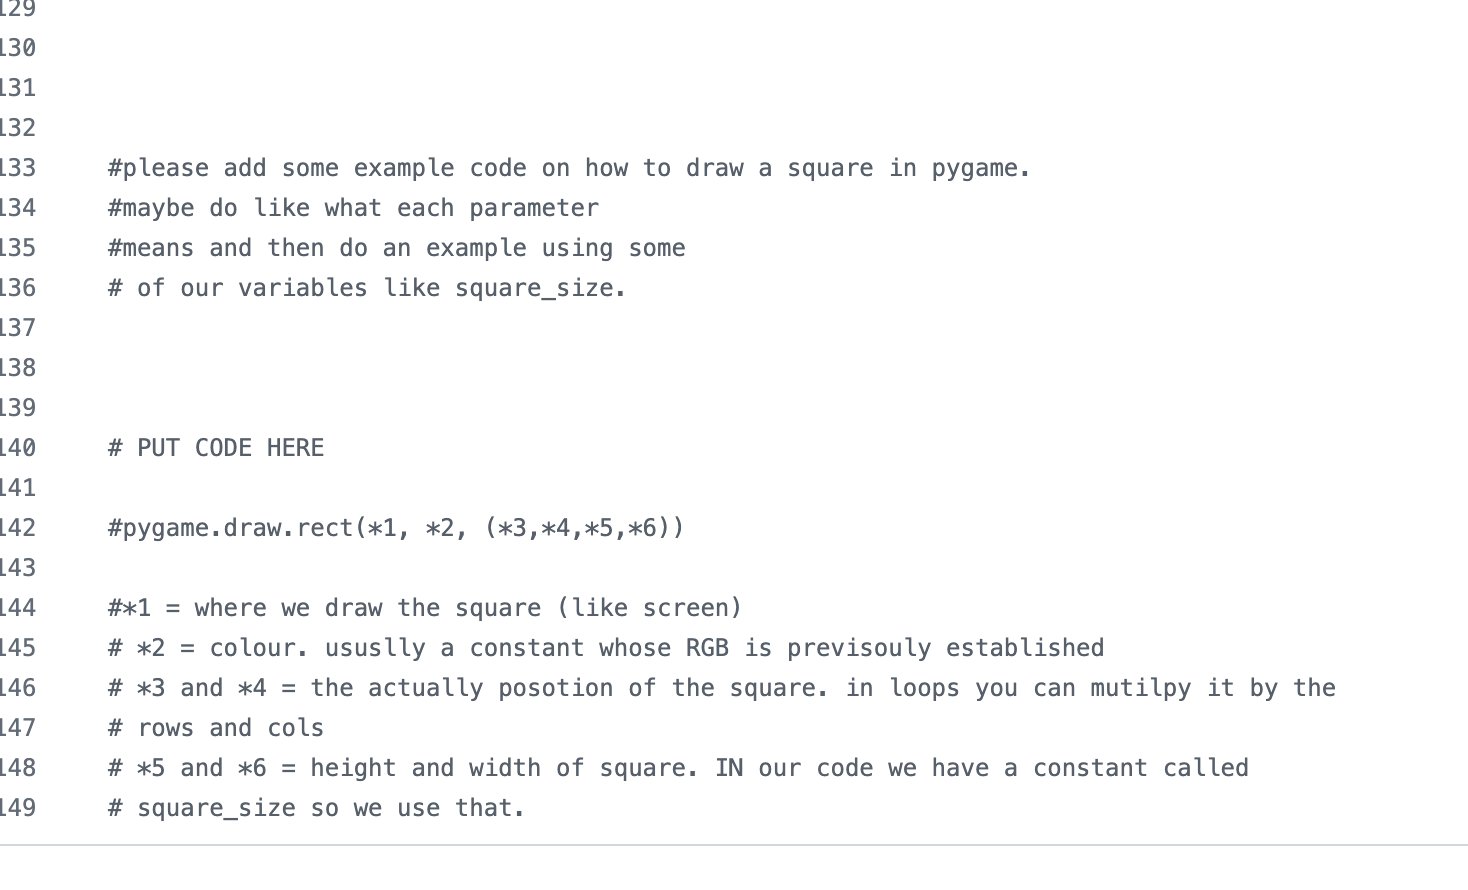 129
130
131
132
133 #please add some example code on how to draw a square in pygame.
134 #maybe do like what each parameter
135 #means and then do an example using some
136 # of our variables like square_size.
137
138
139
140 # PUT CODE HERE
141
142 #pygame.draw.rect(*1, *2, (*3,*4,*5,*6))
143
144 #*1 = where we draw the square (like screen)
145 # *2 = colour. ususlly a constant whose RGB is previsouly established
146 # *3 and *4 = the actually posotion of the square. in loops you can mutilpy it by the
147 # rows and cols
148 # *5 and *6 = height and width of square. IN our code we have a constant called
149 # square_size so we use that.